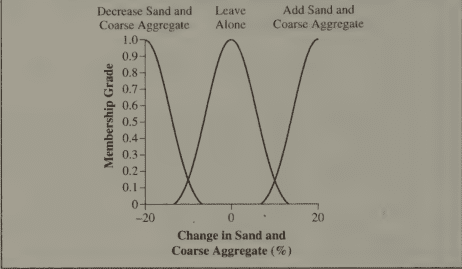 Decrease Sand and Coarse Aggregate
Leave Alone
Add Sand and Coarse Aggregate
Membership Grade
1.0
0.9
0.8
0.7
0.6
0.5
0.4
0.3
0.2
0.1
0
-20
0
20
Change in Sand and
Coarse Aggregate (%)